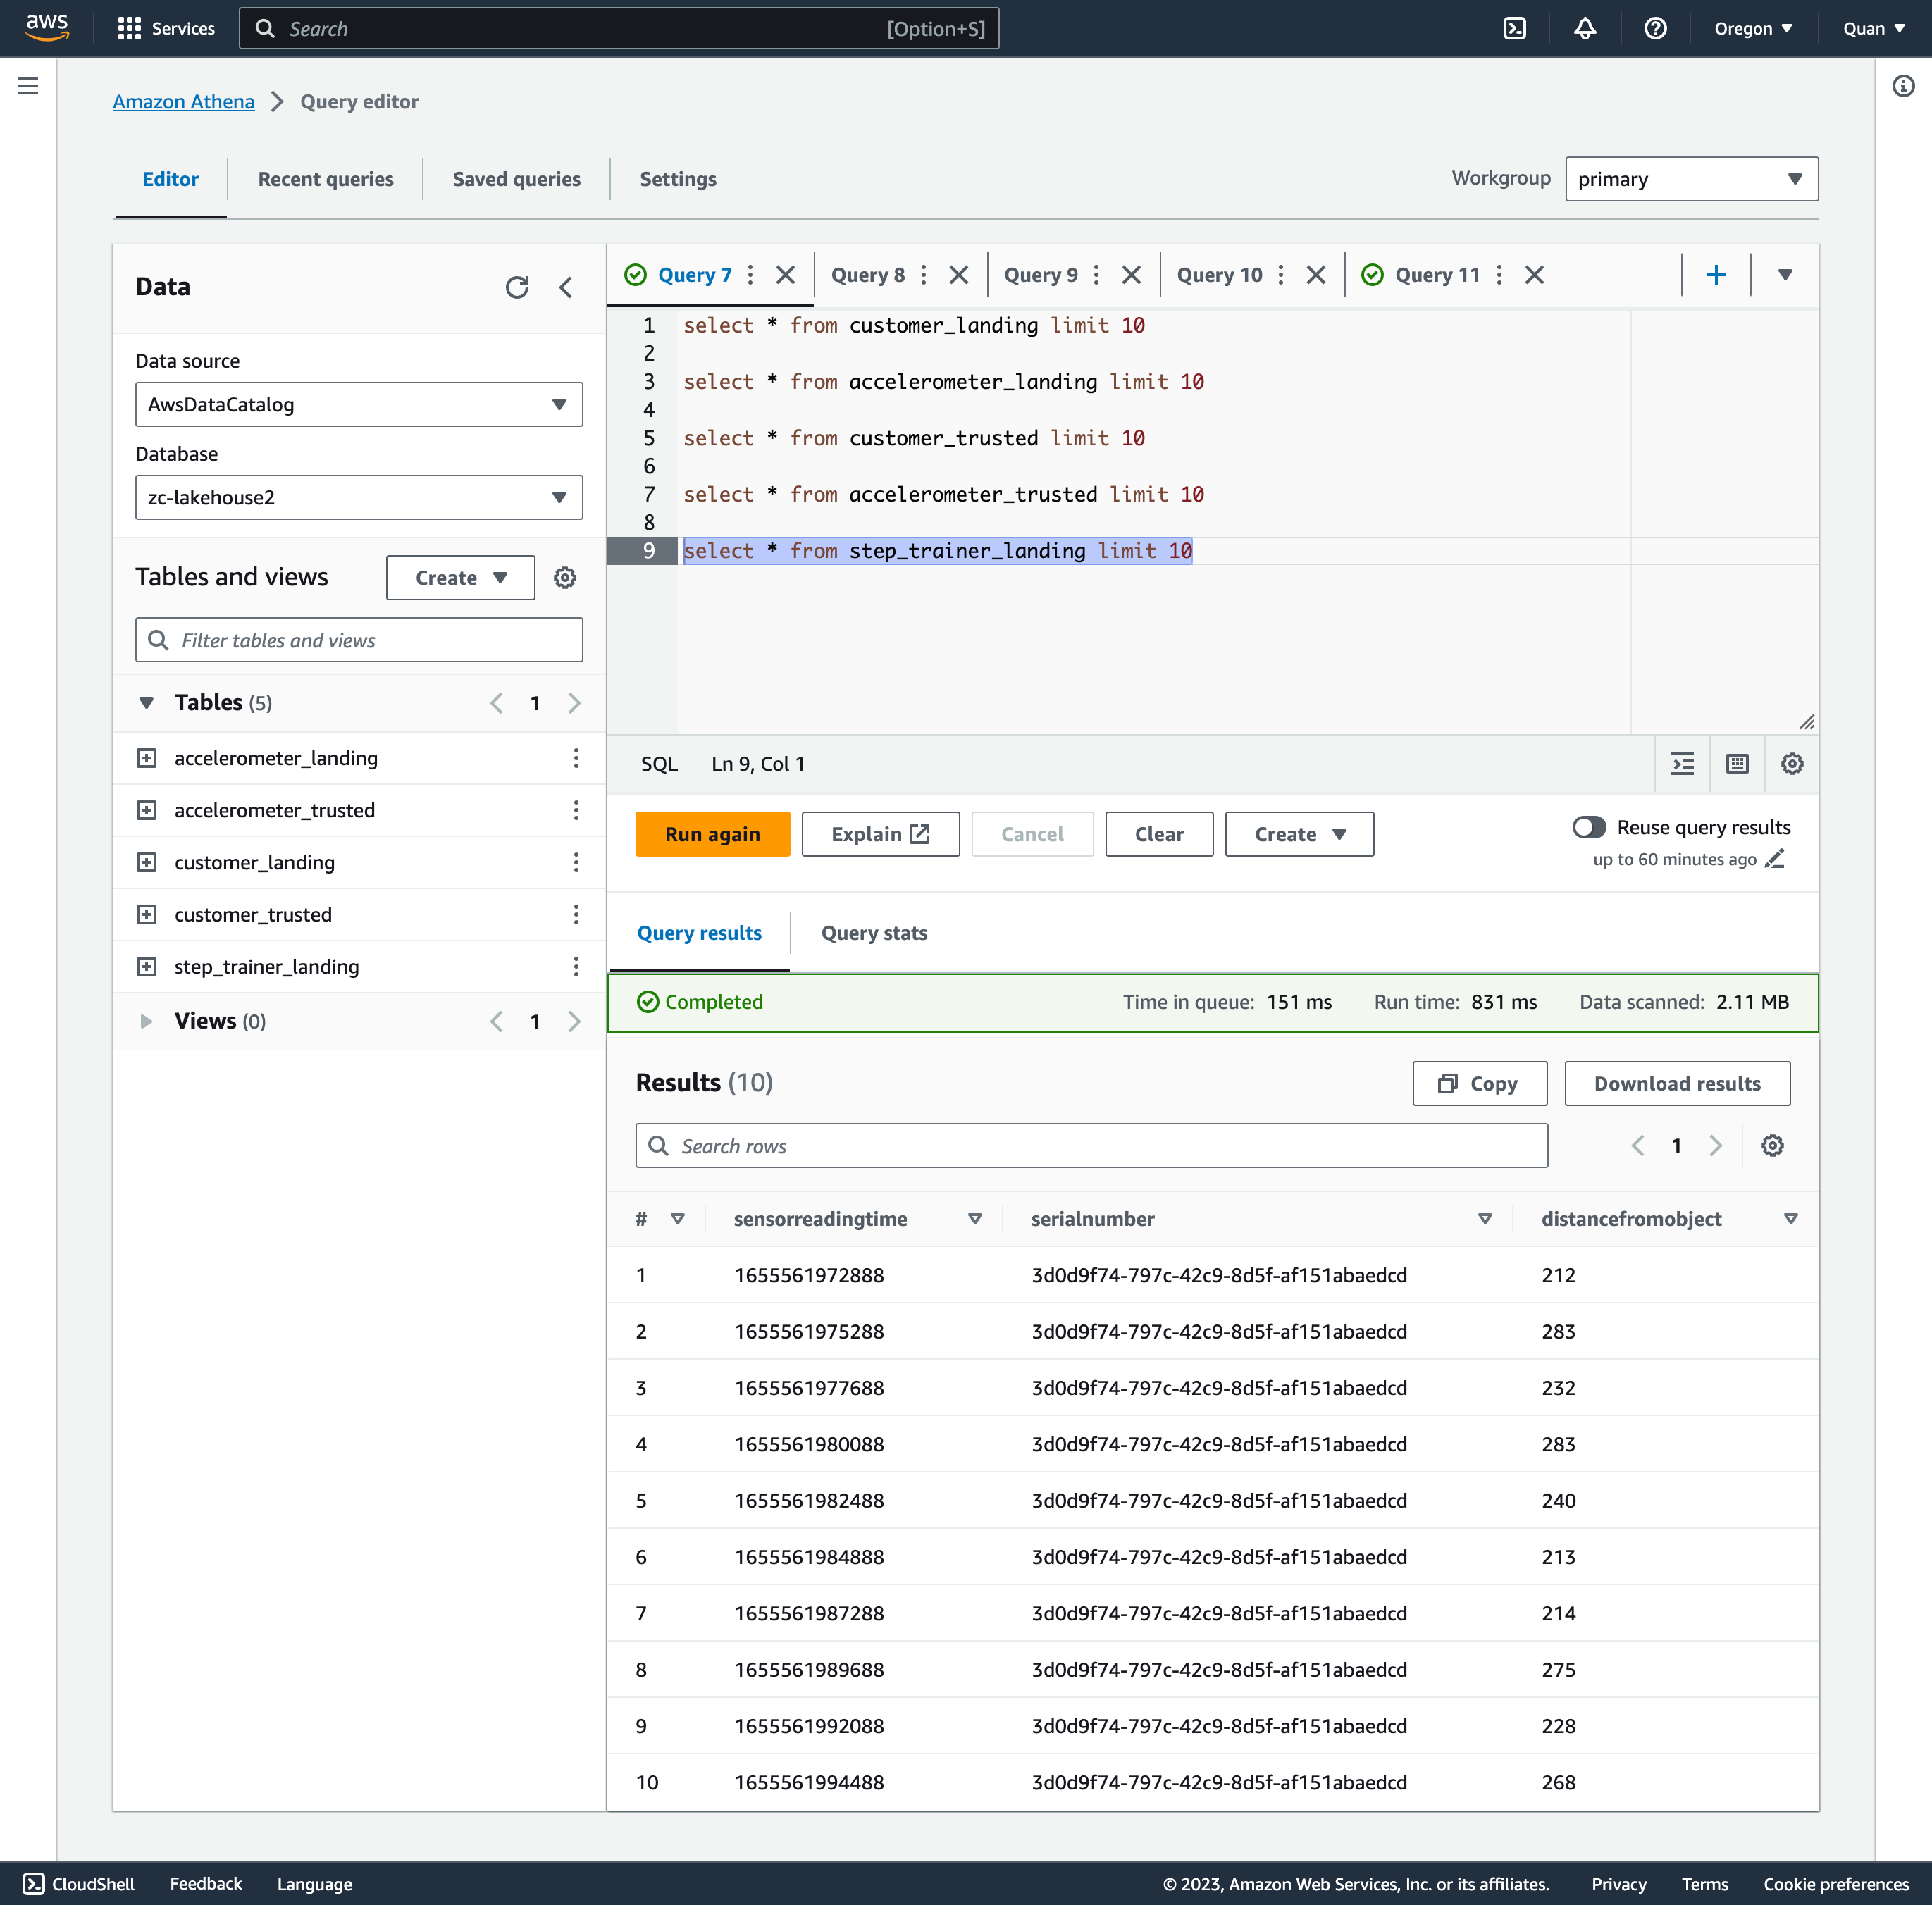 aws Services Search [Option+S] Oregon Quan
Amazon Athena Query editor
Editor Recent queries Saved queries Settings Workgroup primary
Data
Data source
AwsDataCatalog
Database
zc-lakehouse2
Tables and views Create
Filter tables and views
Tables (5) 1
accelerometer_landing
accelerometer_trusted
customer_landing
customer_trusted
step_trainer_landing
Views (0) 1
Query 7 Query 8 Query 9 Query 10 Query 11
1 select * from customer_landing limit 10
2
3 select * from accelerometer_landing limit 10
4
5 select * from customer_trusted limit 10
6
7 select * from accelerometer_trusted limit 10
8
9 select * from step_trainer_landing limit 10
SQL Ln 9, Col 1
Run again Explain Cancel Clear Create Reuse query results
up to 60 minutes ago
Query results Query stats
Completed Time in queue: 151 ms Run time: 831 ms Data scanned: 2.11 MB
Results (10) Copy Download results
Search rows 1
# sensorreadingtime serialnumber distancefromobject
1 1655561972888 3d0d9f74-797c-42c9-8d5f-af151abaedcd 212
2 1655561975288 3d0d9f74-797c-42c9-8d5f-af151abaedcd 283
3 1655561977688 3d0d9f74-797c-42c9-8d5f-af151abaedcd 232
4 1655561980088 3d0d9f74-797c-42c9-8d5f-af151abaedcd 283
5 1655561982488 3d0d9f74-797c-42c9-8d5f-af151abaedcd 240
6 1655561984888 3d0d9f74-797c-42c9-8d5f-af151abaedcd 213
7 1655561987288 3d0d9f74-797c-42c9-8d5f-af151abaedcd 214
8 1655561989688 3d0d9f74-797c-42c9-8d5f-af151abaedcd 275
9 1655561992088 3d0d9f74-797c-42c9-8d5f-af151abaedcd 228
10 1655561994488 3d0d9f74-797c-42c9-8d5f-af151abaedcd 268
CloudShell Feedback Language © 2023, Amazon Web Services, Inc. or its affiliates. Privacy Terms Cookie preferences